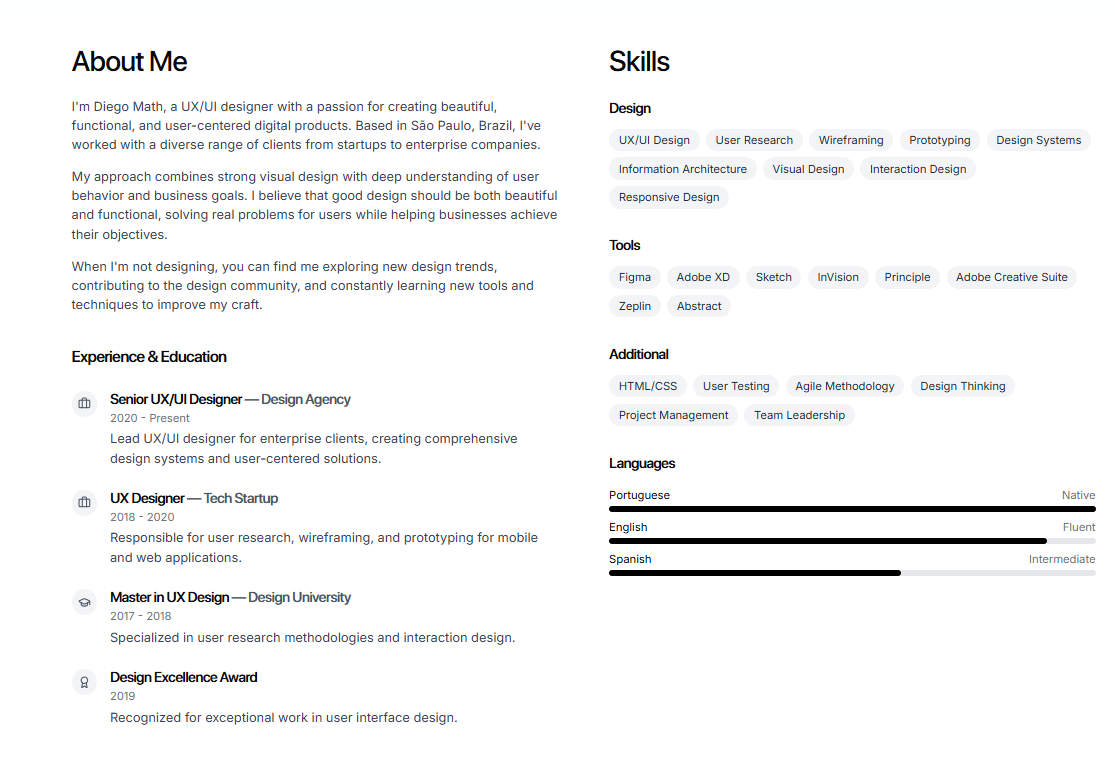 About Me
I'm Diego Math, a UX/UI designer with a passion for creating beautiful,
functional, and user-centered digital products. Based in São Paulo, Brazil, I've
worked with a diverse range of clients from startups to enterprise companies.
My approach combines strong visual design with deep understanding of user
behavior and business goals. I believe that good design should be both beautiful
and functional, solving real problems for users while helping businesses achieve
their objectives.
When I'm not designing, you can find me exploring new design trends,
contributing to the design community, and constantly learning new tools and
techniques to improve my craft.
Experience & Education
Senior UX/UI Designer — Design Agency
2020 - Present
Lead UX/UI designer for enterprise clients, creating comprehensive
design systems and user-centered solutions.
UX Designer — Tech Startup
2018 - 2020
Responsible for user research, wireframing, and prototyping for mobile
and web applications.
Master in UX Design — Design University
2017 - 2018
Specialized in user research methodologies and interaction design.
Design Excellence Award
2019
Recognized for exceptional work in user interface design.
Skills
Design
UX/UI Design User Research Wireframing Prototyping Design Systems
Information Architecture Visual Design Interaction Design
Responsive Design
Tools
Figma Adobe XD Sketch InVision Principle Adobe Creative Suite
Zeplin Abstract
Additional
HTML/CSS User Testing Agile Methodology Design Thinking
Project Management Team Leadership
Languages
Portuguese Native
English Fluent
Spanish Intermediate